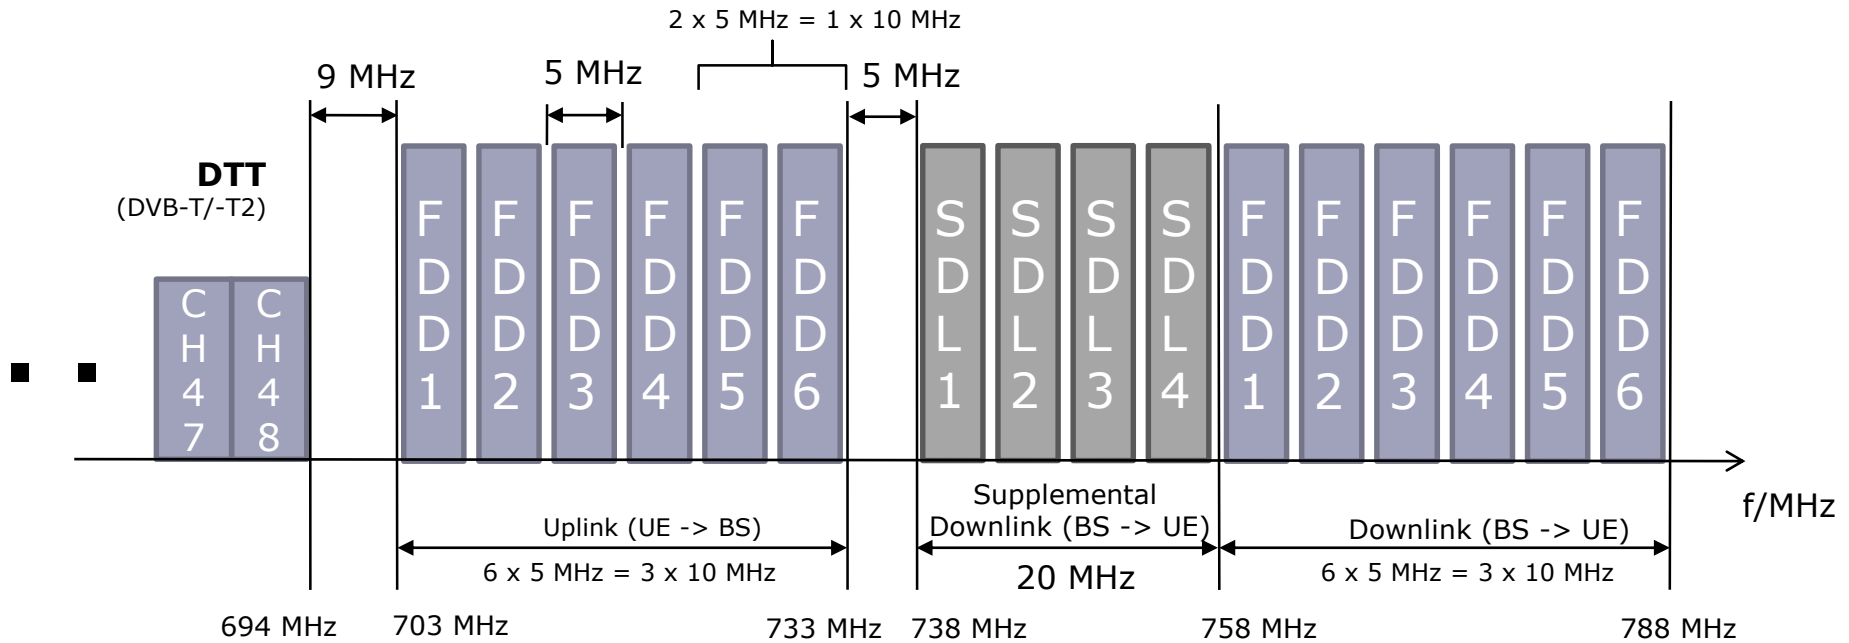 2 x 5 MHz = 1 x 10 MHz
9 MHz
5 MHz
5 MHz
DTT
(DVB-T/-T2)
CH47
CH48
FDD1
FDD2
FDD3
FDD4
FDD5
FDD6
SDL1
SDL2
SDL3
SDL4
FDD1
FDD2
FDD3
FDD4
FDD5
FDD6
f/MHz
Uplink (UE -> BS)
6 x 5 MHz = 3 x 10 MHz
Supplemental
Downlink (BS -> UE)
20 MHz
Downlink (BS -> UE)
6 x 5 MHz = 3 x 10 MHz
694 MHz
703 MHz
733 MHz
738 MHz
758 MHz
788 MHz